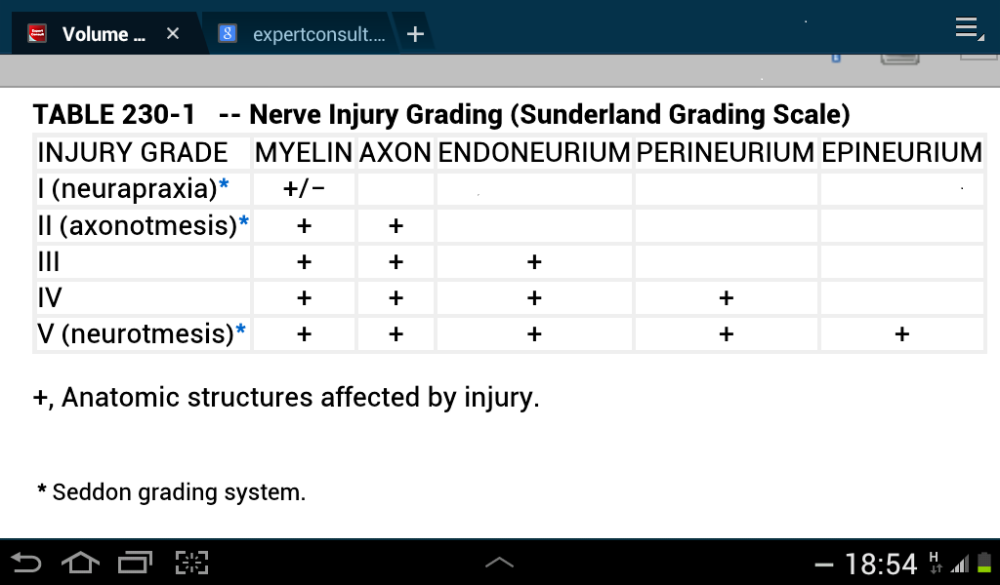 Volume ... × 8 expertconsult.... +
TABLE 230-1 -- Nerve Injury Grading (Sunderland Grading Scale)
INJURY GRADE MYELIN AXON ENDONEURIUM PERINEURIUM EPINEURIUM
I (neurapraxia)* +/−
II (axonotmesis)* + +
III + + +
IV + + + +
V (neurotmesis)* + + + + +
+, Anatomic structures affected by injury.
* Seddon grading system.
18:54 H